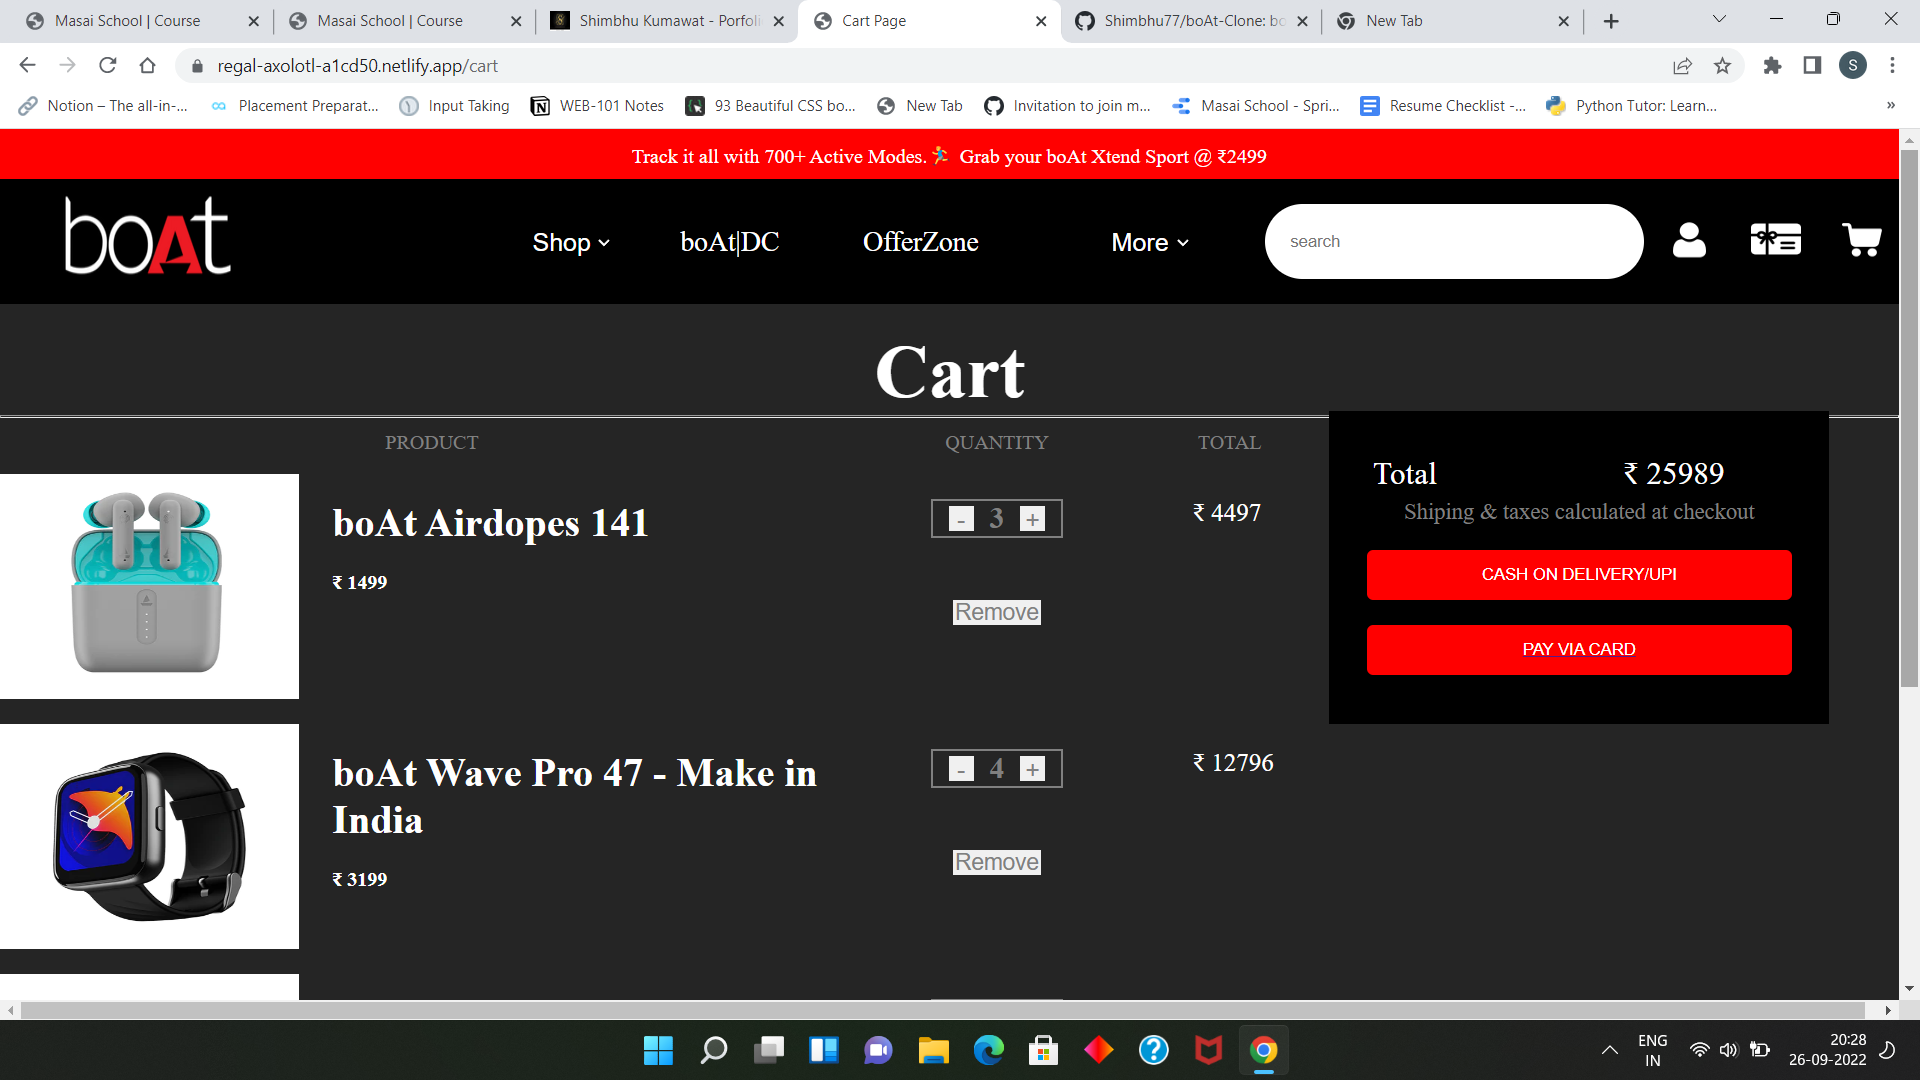 Masai School | Course
Masai School | Course
Shimbhu Kumawat - Porfoli
Cart Page
Shimbhu77/boAt-Clone: bo
New Tab
regal-axolotl-a1cd50.netlify.app/cart
S
Notion – The all-in-...
Placement Preparat...
Input Taking
WEB-101 Notes
93 Beautiful CSS bo...
New Tab
Invitation to join m...
Masai School - Spri...
Resume Checklist -...
Python Tutor: Learn...
»
Track it all with 700+ Active Modes.🏃 Grab your boAt Xtend Sport @ ₹2499
boAt
Shop
boAt|DC
OfferZone
More
search
Cart
PRODUCT
QUANTITY
TOTAL
boAt Airdopes 141
₹ 1499
- 3 +
Remove
₹ 4497
Total
₹ 25989
Shiping & taxes calculated at checkout
CASH ON DELIVERY/UPI
PAY VIA CARD
boAt Wave Pro 47 - Make in
India
₹ 3199
- 4 +
Remove
₹ 12796
ENG
IN
20:28
26-09-2022